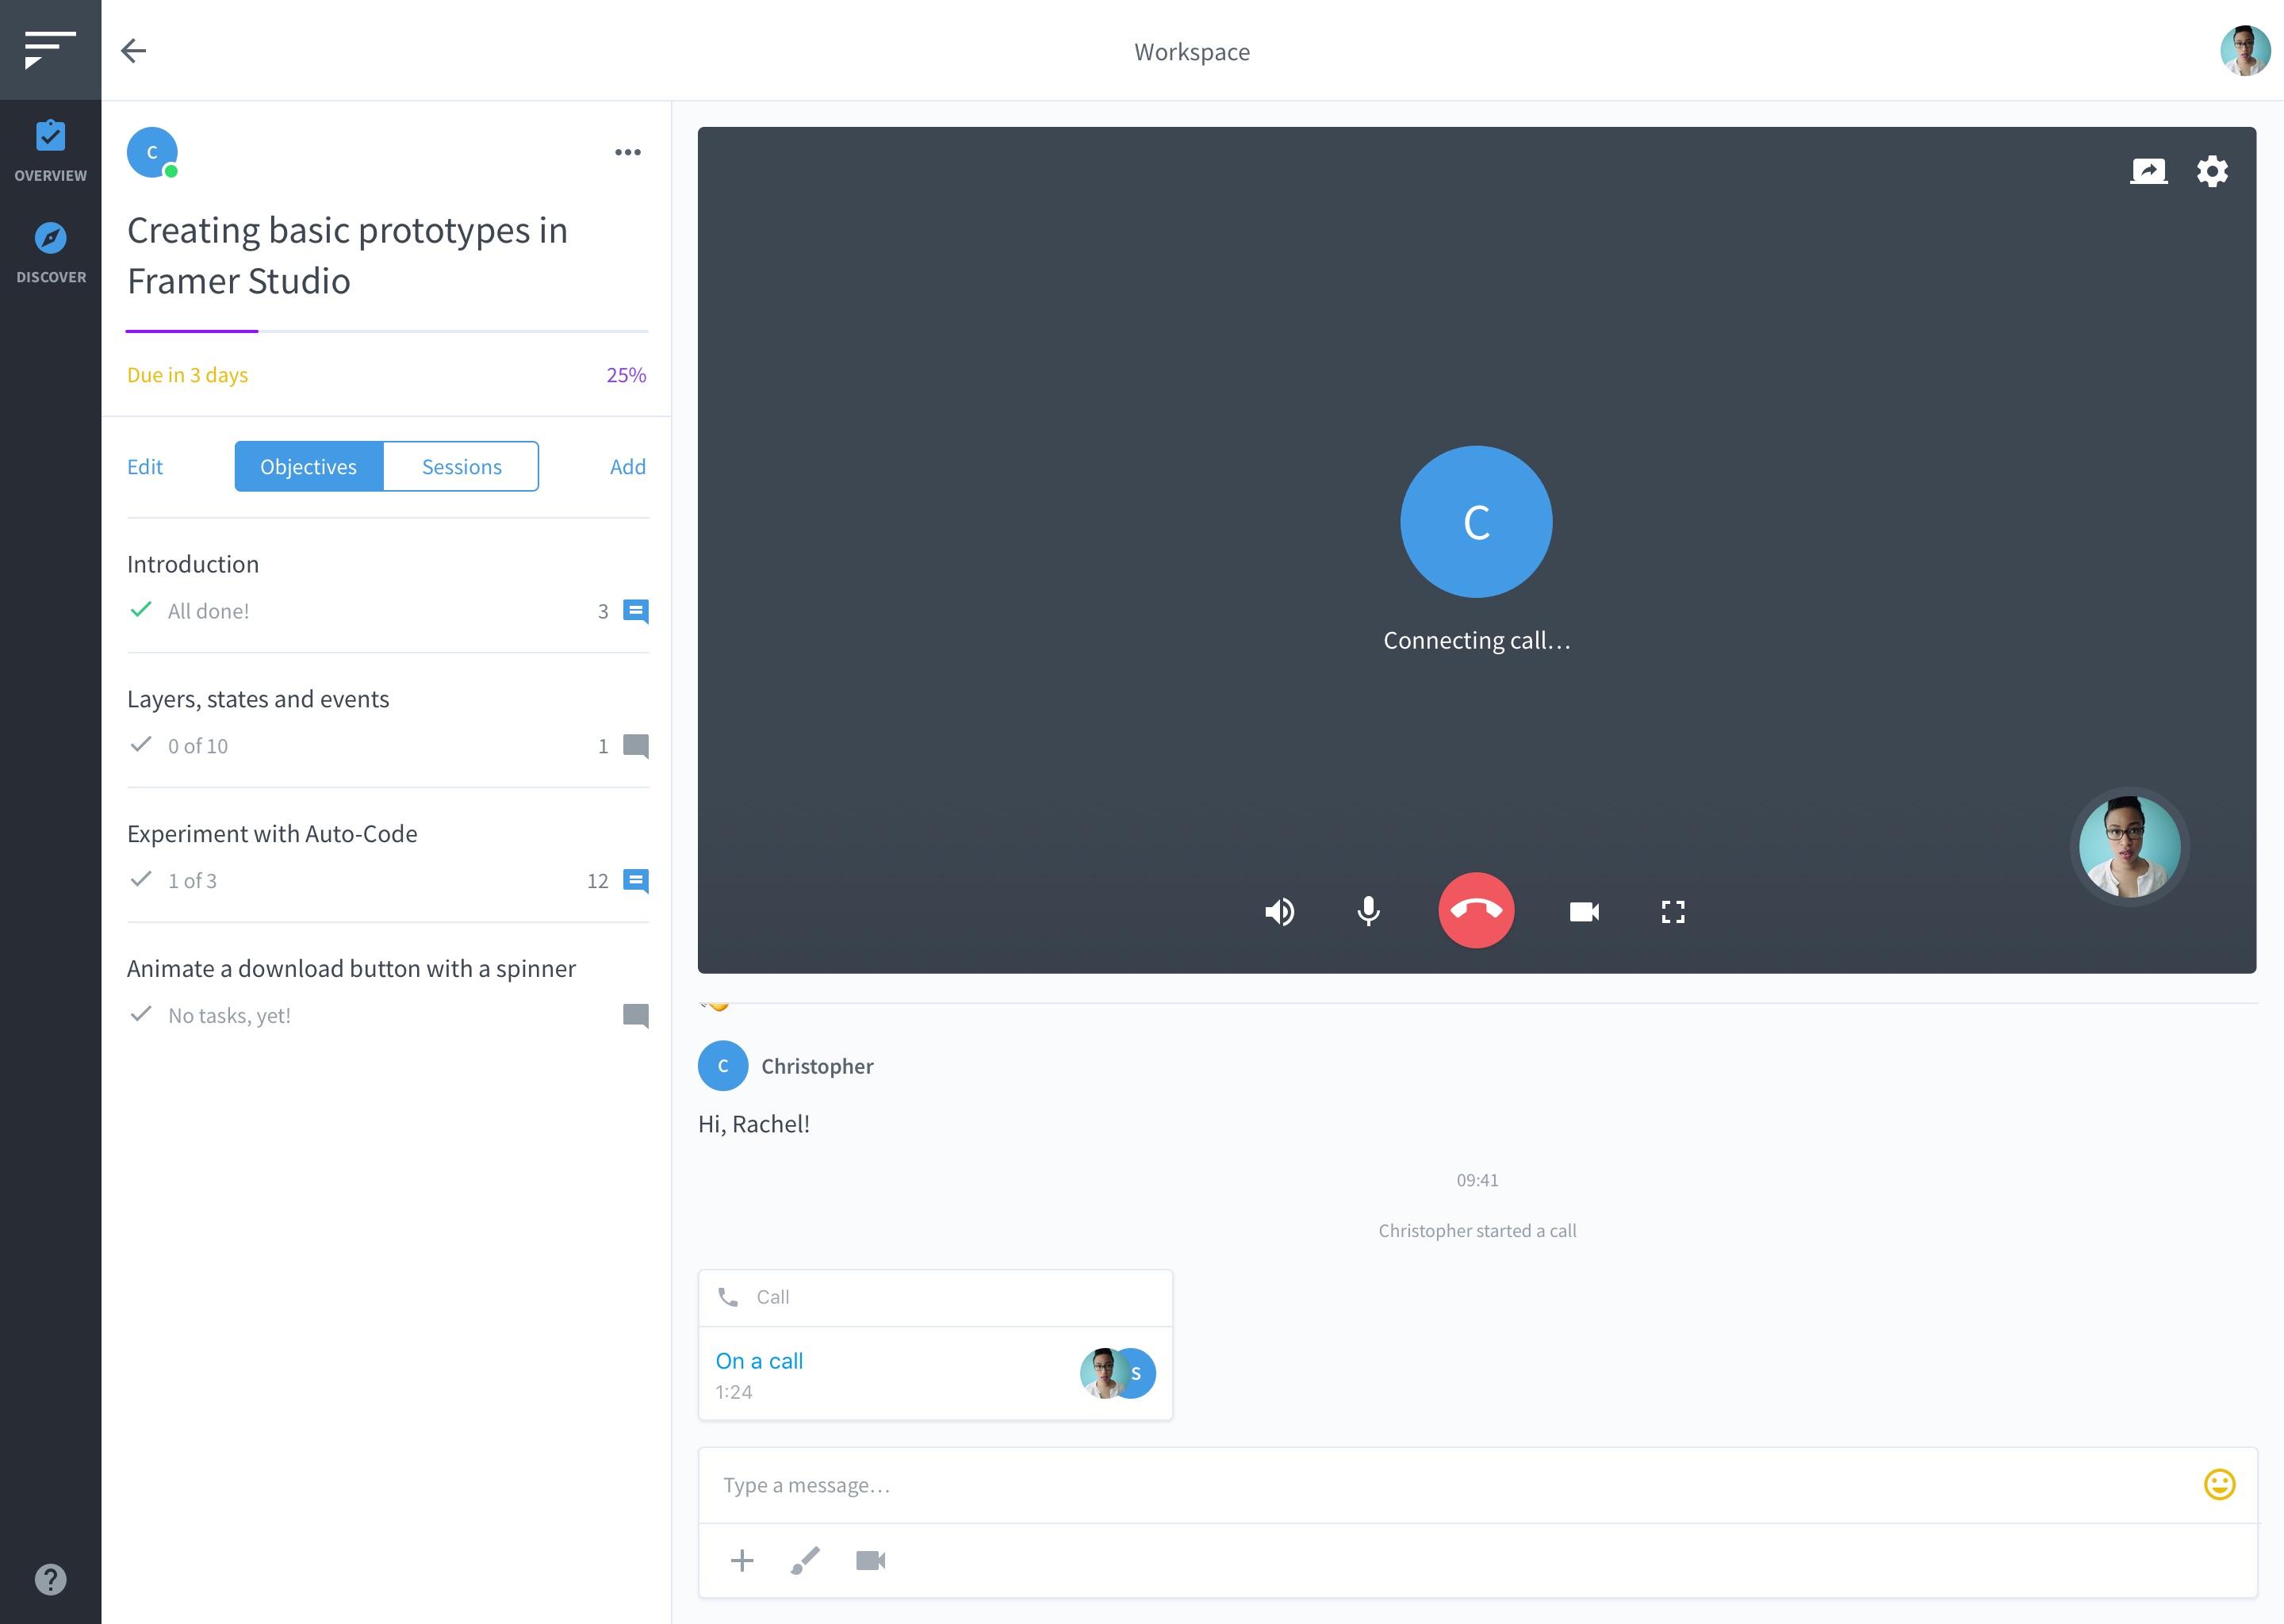 Workspace
OVERVIEW
DISCOVER
C
Creating basic prototypes in
Framer Studio
Due in 3 days
25%
Edit
Objectives
Sessions
Add
Introduction
All done!
3
Layers, states and events
0 of 10
1
Experiment with Auto-Code
1 of 3
12
Animate a download button with a spinner
No tasks, yet!
C
Connecting call...
C
Christopher
Hi, Rachel!
09:41
Christopher started a call
Call
On a call
1:24
S
Type a message...
?